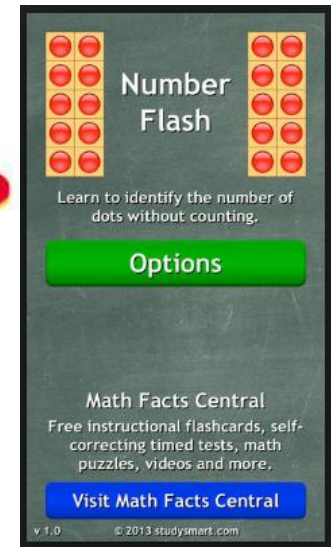 Number
Flash
Learn to identify the number of
dots without counting.
Options
Math Facts Central
Free instructional flashcards, self-
correcting timed tests, math
puzzles, videos and more.
Visit Math Facts Central
v 1.0 © 2013 studysmart.com